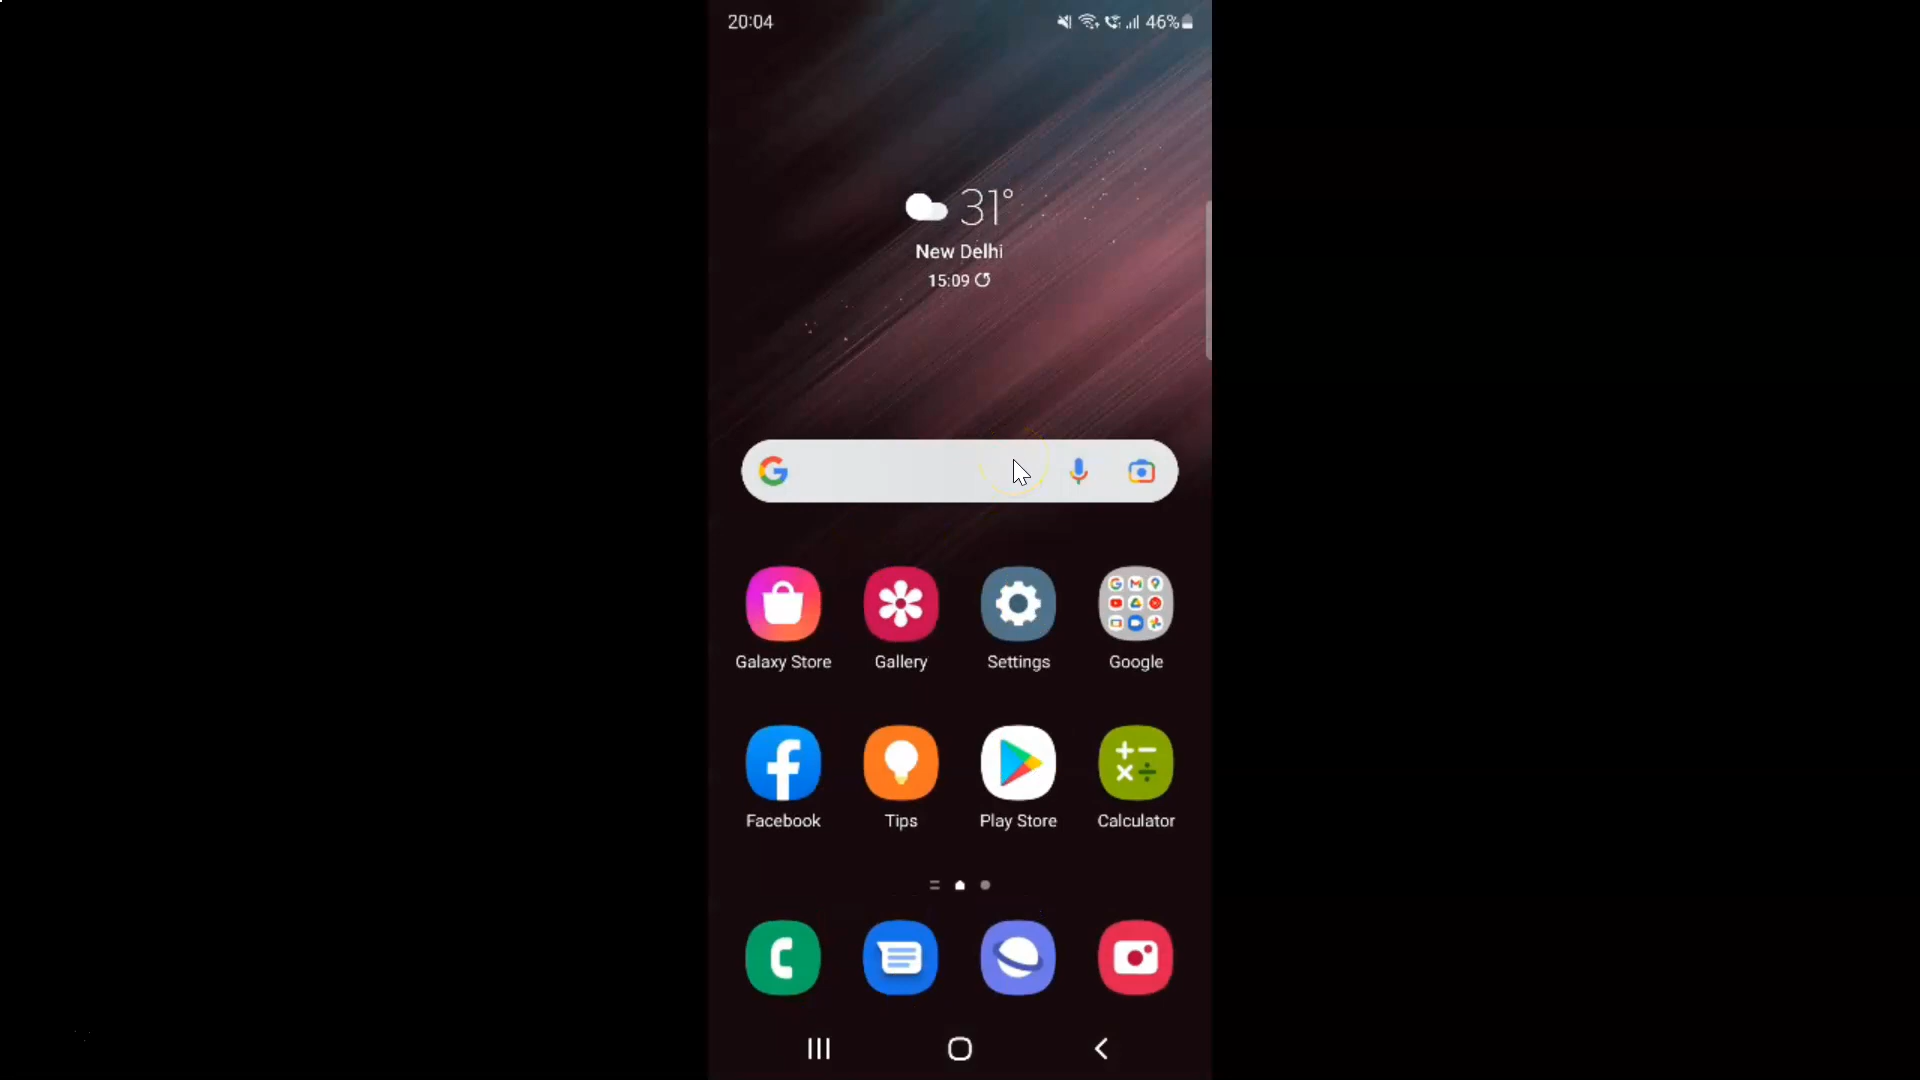 20:04 46%
31°
New Delhi
15:09
Galaxy Store Gallery Settings Google
Facebook Tips Play Store Calculator